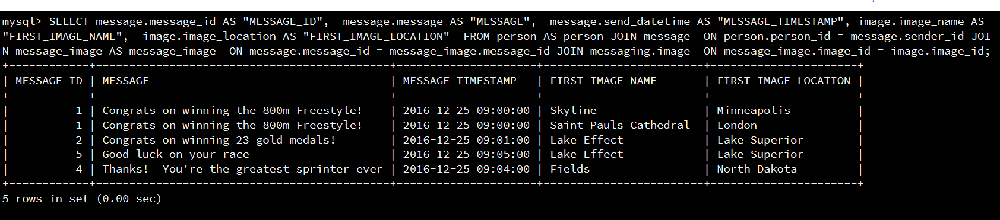 mysql> SELECT message.message_id AS "MESSAGE_ID",  message.message AS "MESSAGE",  message.send_datetime AS "MESSAGE_TIMESTAMP", image.image_name AS
"FIRST_IMAGE_NAME",  image.image_location AS "FIRST_IMAGE_LOCATION"  FROM person AS person JOIN message  ON person.person_id = message.sender_id JOI
N message_image AS message_image  ON message.message_id = message_image.message_id JOIN messaging.image  ON message_image.image_id = image.image_id;
+------------+-------------------------------------------+---------------------+------------------------+----------------------+
| MESSAGE_ID | MESSAGE                                   | MESSAGE_TIMESTAMP   | FIRST_IMAGE_NAME       | FIRST_IMAGE_LOCATION |
+------------+-------------------------------------------+---------------------+------------------------+----------------------+
|          1 | Congrats on winning the 800m Freestyle!    | 2016-12-25 09:00:00 | Skyline                | Minneapolis          |
|          1 | Congrats on winning the 800m Freestyle!    | 2016-12-25 09:00:00 | Saint Pauls Cathedral  | London               |
|          2 | Congrats on winning 23 gold medals!        | 2016-12-25 09:01:00 | Lake Effect            | Lake Superior        |
|          5 | Good luck on your race                     | 2016-12-25 09:05:00 | Lake Effect            | Lake Superior        |
|          4 | Thanks!  You're the greatest sprinter ever | 2016-12-25 09:04:00 | Fields                 | North Dakota         |
+------------+-------------------------------------------+---------------------+------------------------+----------------------+
5 rows in set (0.00 sec)